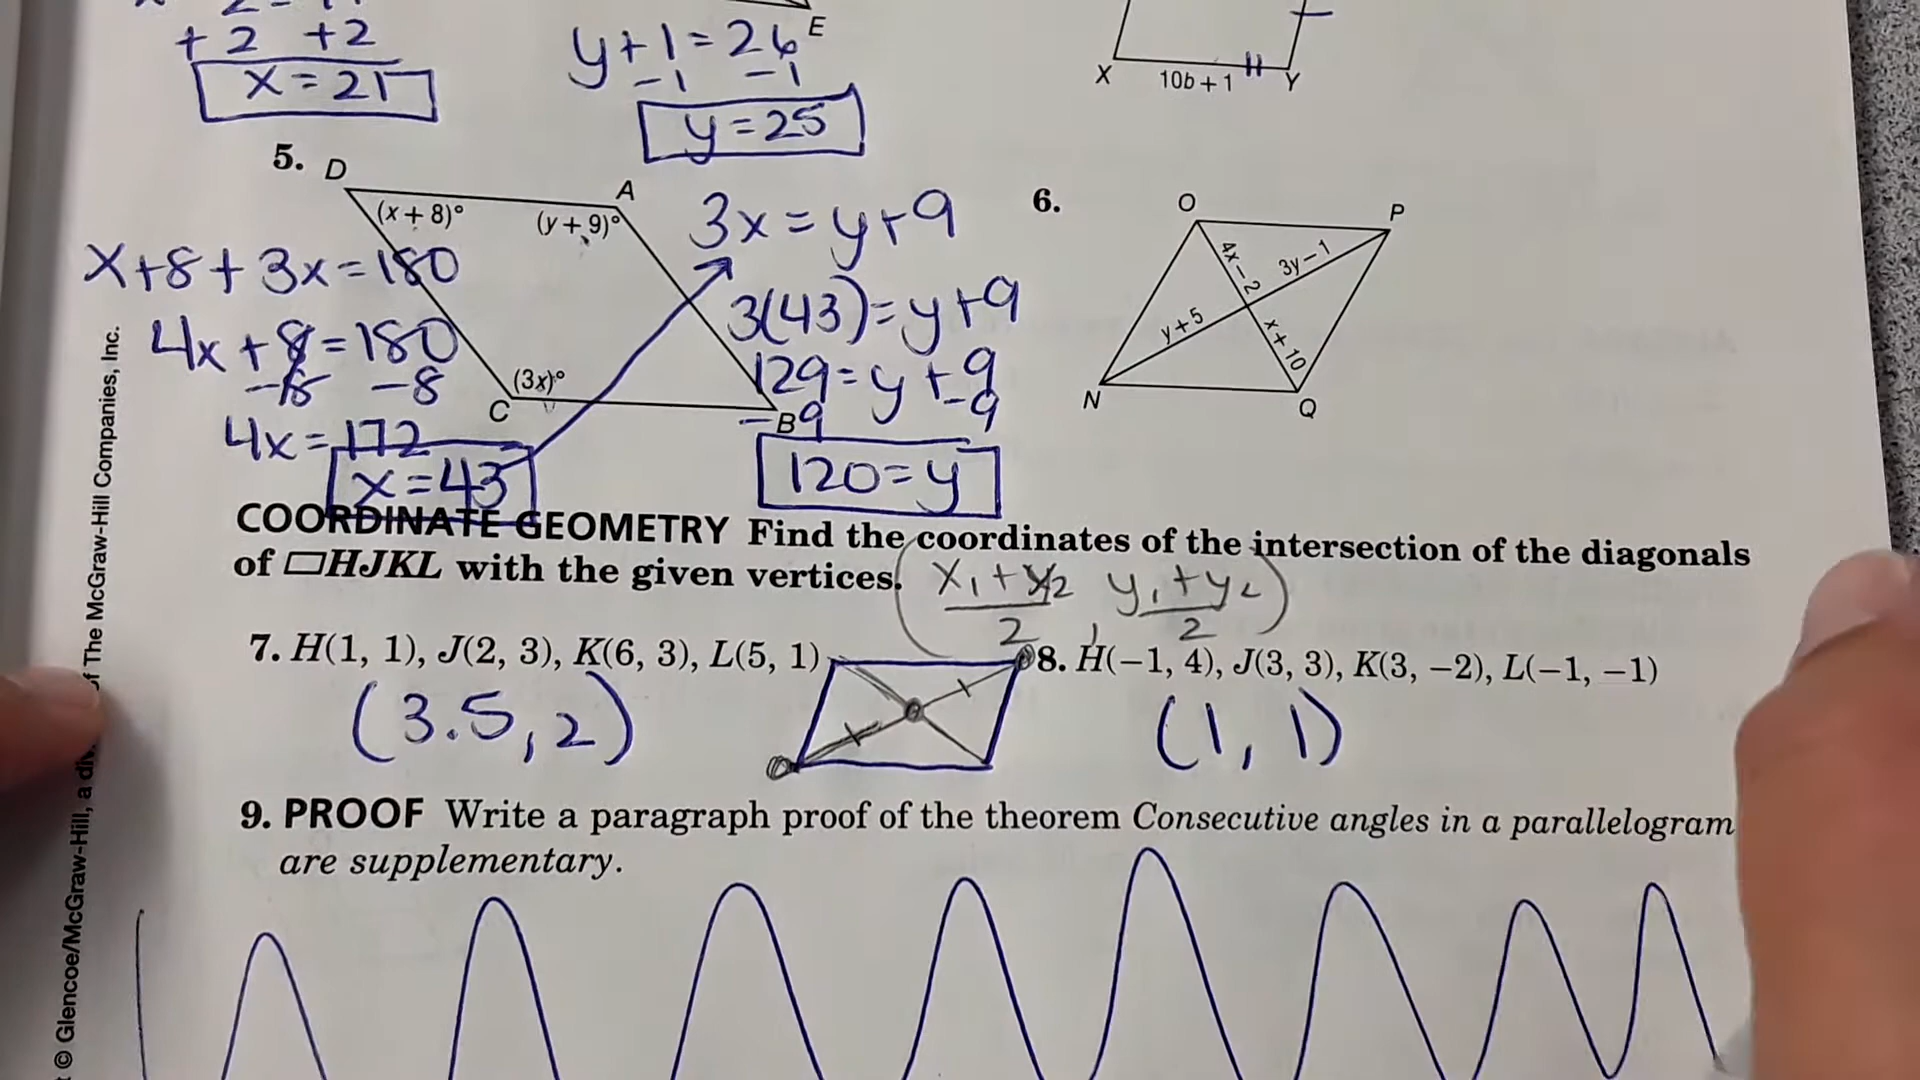 +2 +2
x = 21
E
y + 1 = 26
-1 -1
y = 25
X 10b + 1 Y
5.
D
A
(x + 8)°
(y + 9)°
(3x)°
C
B
x+8+3x=180
4x+8=180
-8 -8
4x=172
x=43
3x=y+9
3(43)=y+9
129=y+9
-9 -9
120=y
6.
O
P
4x − 2
3y − 1
y + 5
x + 10
N
Q
COORDINATE GEOMETRY Find the coordinates of the intersection of the diagonals
of ▱HJKL with the given vertices.
(x₁+x₂/2, y₁+y₂/2)
7. H(1, 1), J(2, 3), K(6, 3), L(5, 1)
(3.5, 2)
8. H(−1, 4), J(3, 3), K(3, −2), L(−1, −1)
(1, 1)
9. PROOF Write a paragraph proof of the theorem Consecutive angles in a parallelogram
are supplementary.
© Glencoe/McGraw-Hill, a of The McGraw-Hill Companies, Inc.